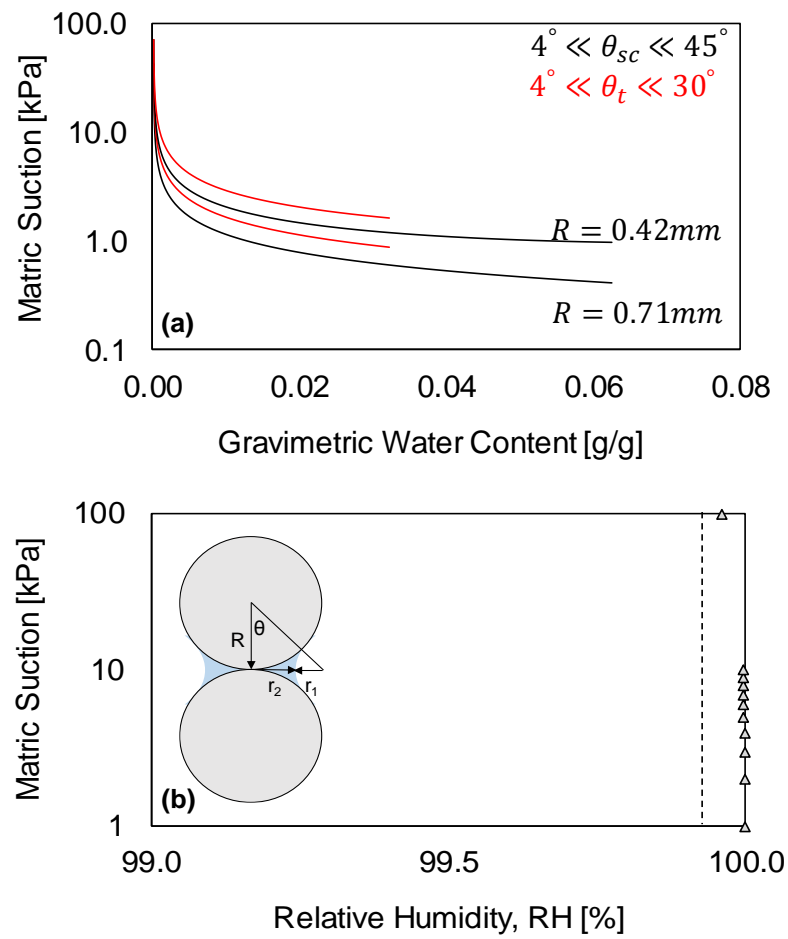 100.0
4° ≪ θsc ≪ 45°
4° ≪ θt ≪ 30°
10.0
Matric Suction [kPa]
1.0
R = 0.42mm
R = 0.71mm
(a)
0.1
0.00 0.02 0.04 0.06 0.08
Gravimetric Water Content [g/g]
100
Matric Suction [kPa]
R θ
10
r2 r1
(b)
1
99.0 99.5 100.0
Relative Humidity, RH [%]